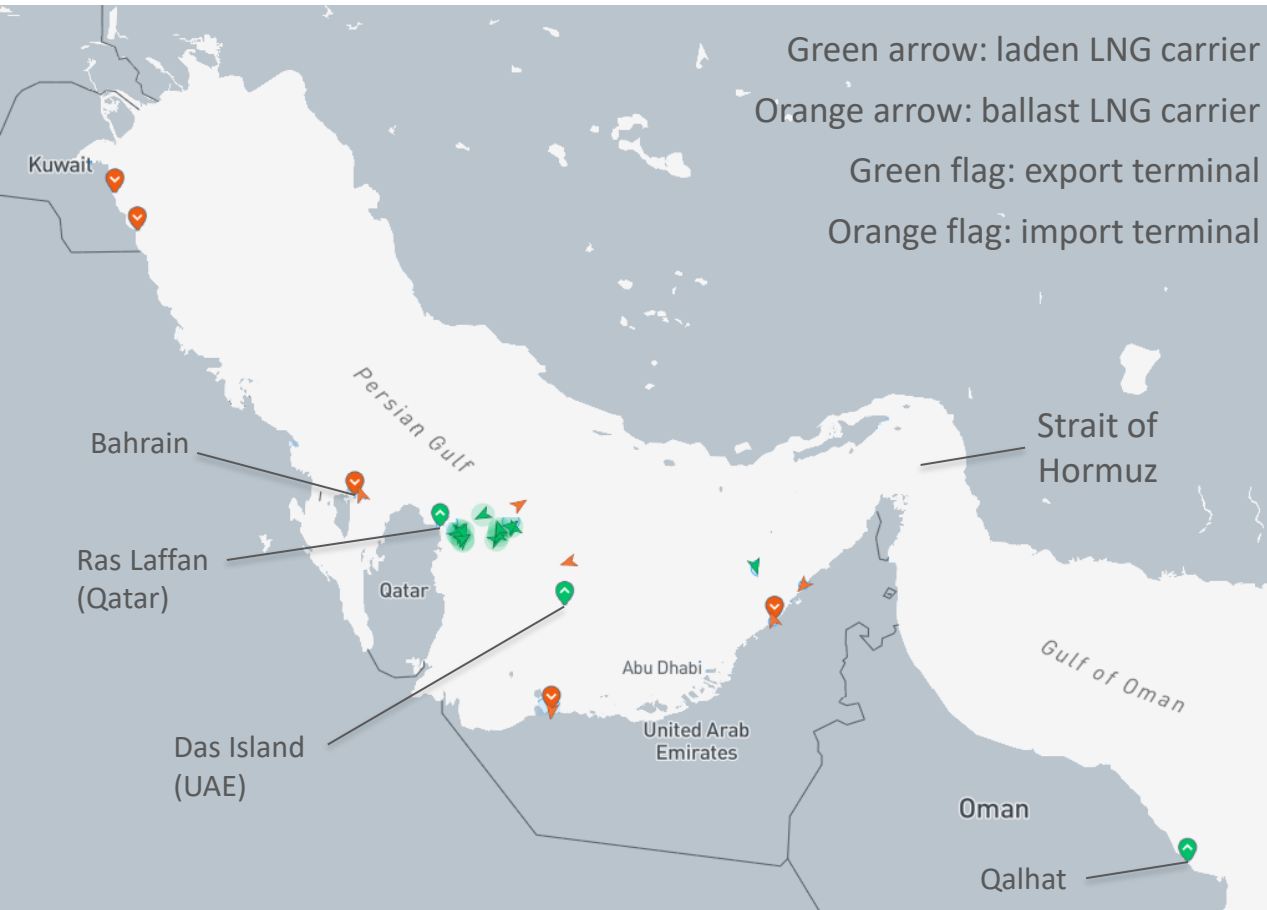 Green arrow: laden LNG carrier
Orange arrow: ballast LNG carrier
Green flag: export terminal
Orange flag: import terminal
Kuwait
Persian Gulf
Strait of
Hormuz
Bahrain
Ras Laffan
(Qatar)
Qatar
Abu Dhabi
Gulf of Oman
United Arab
Emirates
Das Island
(UAE)
Oman
Qalhat